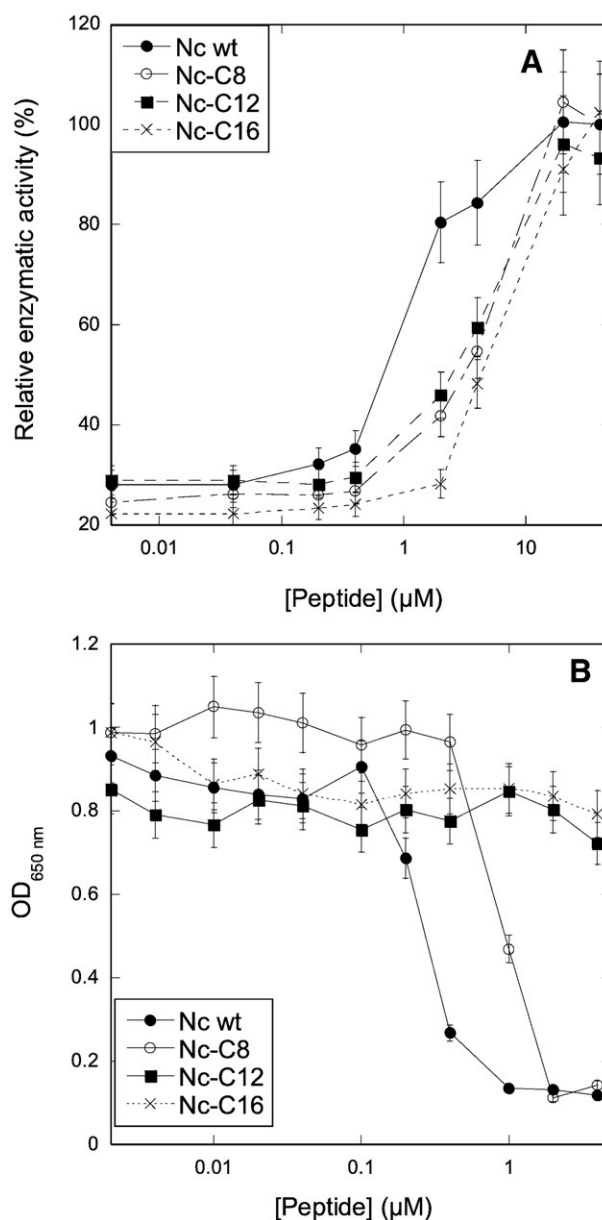 120
100
80
60
40
20
Relative enzymatic activity (%)
Nc wt
Nc-C8
Nc-C12
Nc-C16
A
0.01
0.1
1
10
[Peptide] (µM)
1.2
1
0.8
0.6
0.4
0.2
0
OD650 nm
B
Nc wt
Nc-C8
Nc-C12
Nc-C16
0.01
0.1
1
[Peptide] (µM)